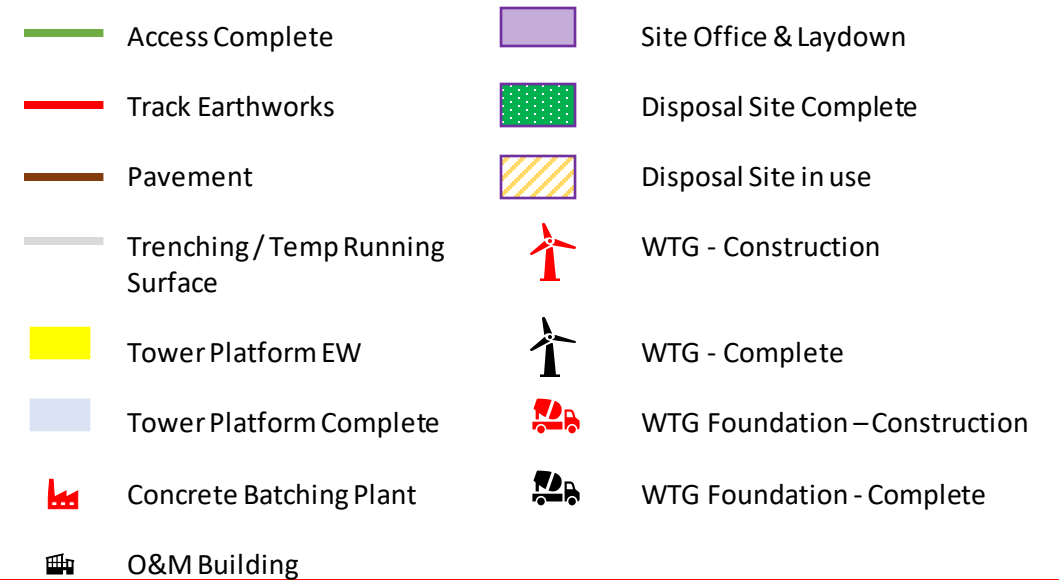 Access Complete
Track Earthworks
Pavement
Trenching / Temp Running
Surface
Tower Platform EW
Tower Platform Complete
Concrete Batching Plant
O&M Building
Site Office & Laydown
Disposal Site Complete
Disposal Site in use
WTG - Construction
WTG - Complete
WTG Foundation – Construction
WTG Foundation - Complete